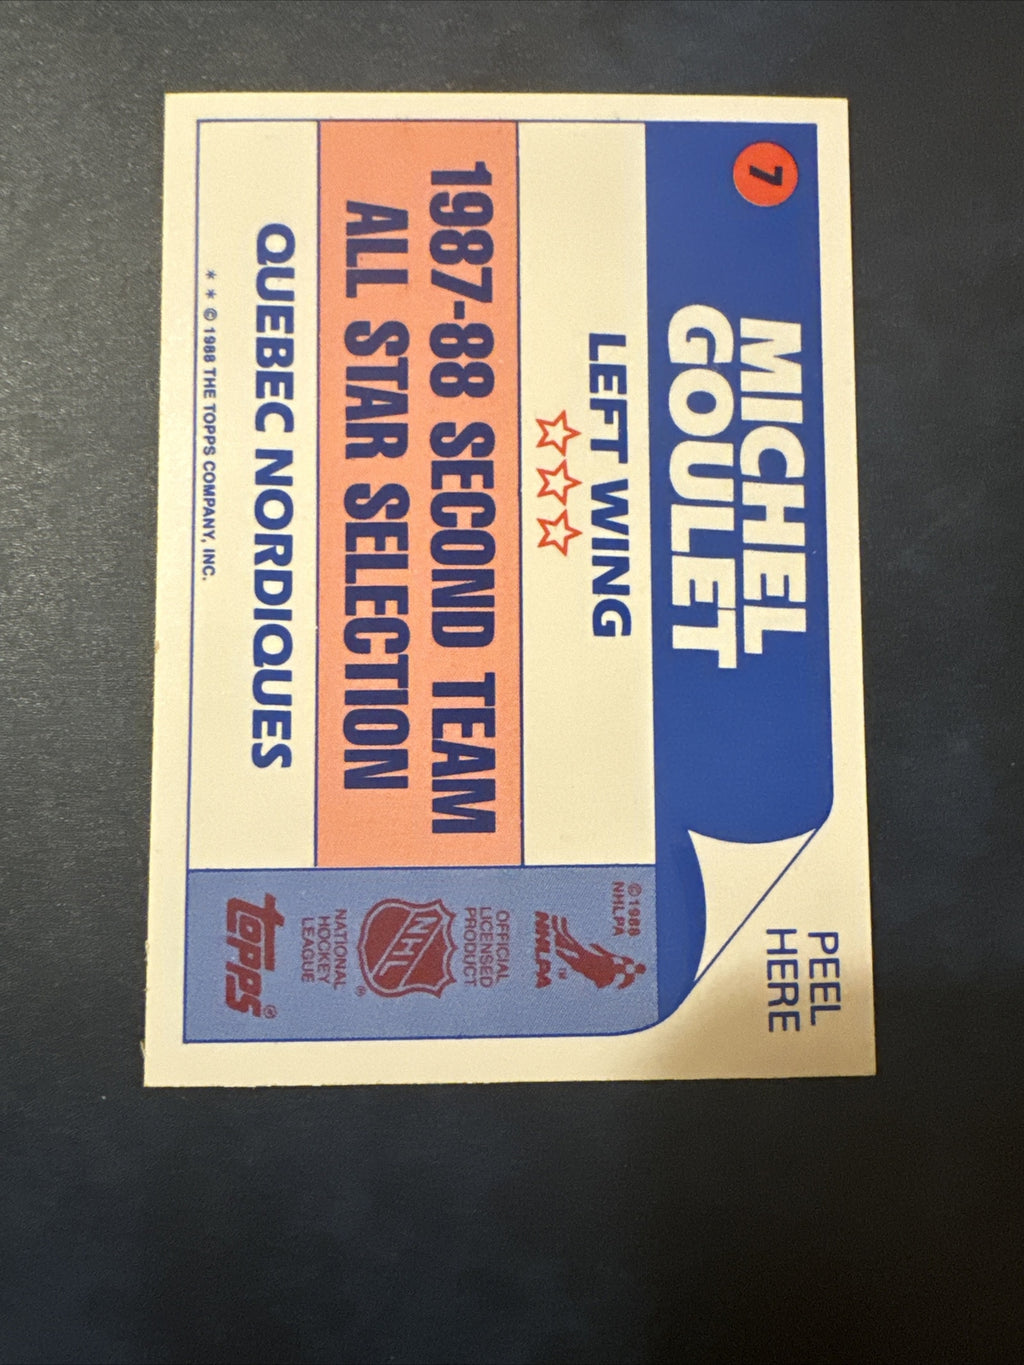 7
MICHEL
GOULET
PEEL
HERE
LEFT WING
1987-88 SECOND TEAM
ALL STAR SELECTION
QUEBEC NORDIQUES
* * © 1988 THE TOPPS COMPANY, INC.
© 1988
NHLPA
NHLPA™
OFFICIAL
LICENSED
PRODUCT
NHL®
NATIONAL
HOCKEY
LEAGUE
TOPPS®